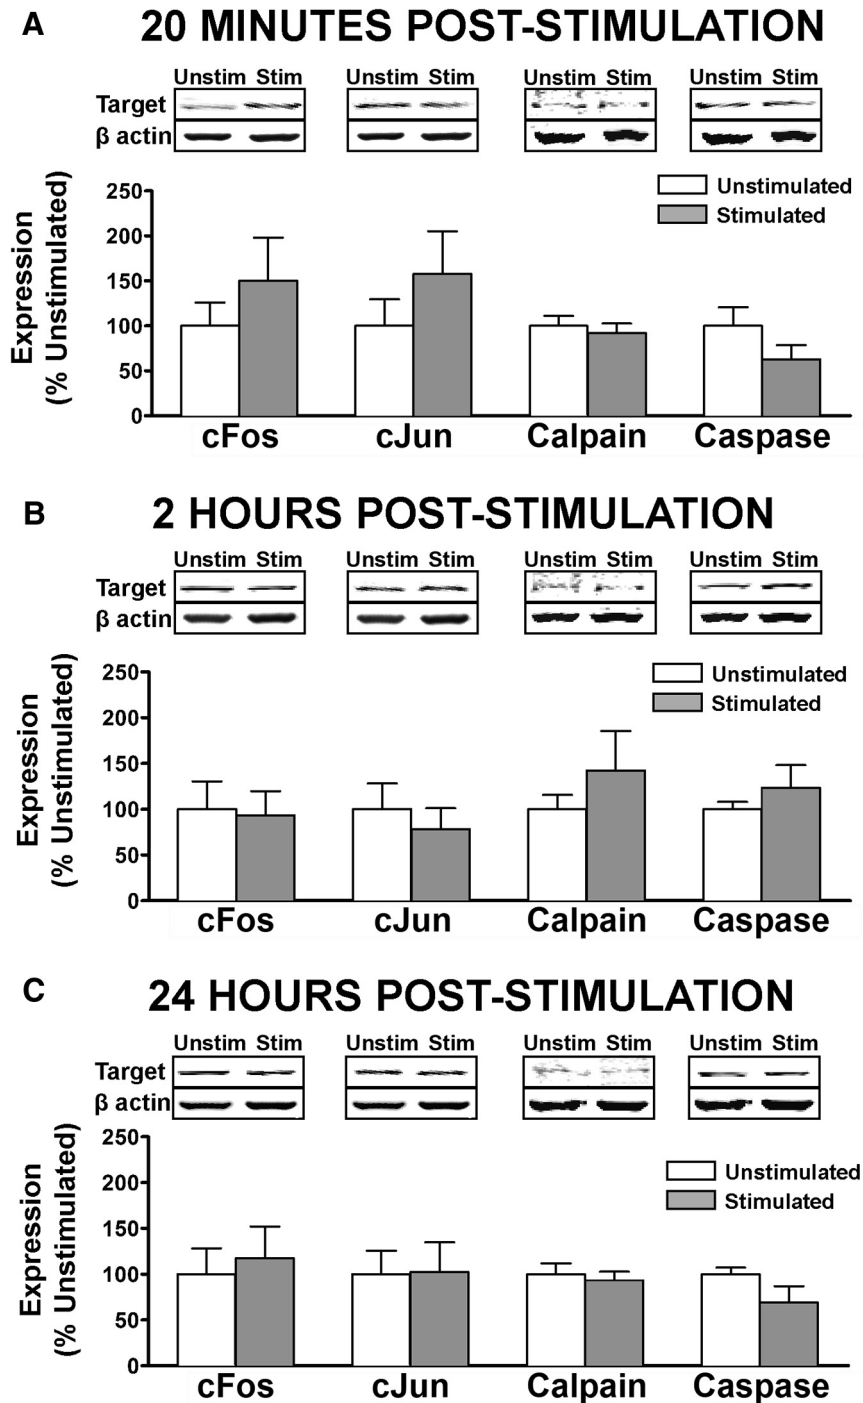 A 20 MINUTES POST-STIMULATION
Unstim Stim Unstim Stim Unstim Stim Unstim Stim
Target
β actin
Expression
(% Unstimulated)
250
200
150
100
50
0
Unstimulated
Stimulated
cFos cJun Calpain Caspase
B 2 HOURS POST-STIMULATION
Unstim Stim Unstim Stim Unstim Stim Unstim Stim
Target
β actin
Expression
(% Unstimulated)
250
200
150
100
50
0
Unstimulated
Stimulated
cFos cJun Calpain Caspase
C 24 HOURS POST-STIMULATION
Unstim Stim Unstim Stim Unstim Stim Unstim Stim
Target
β actin
Expression
(% Unstimulated)
250
200
150
100
50
0
Unstimulated
Stimulated
cFos cJun Calpain Caspase